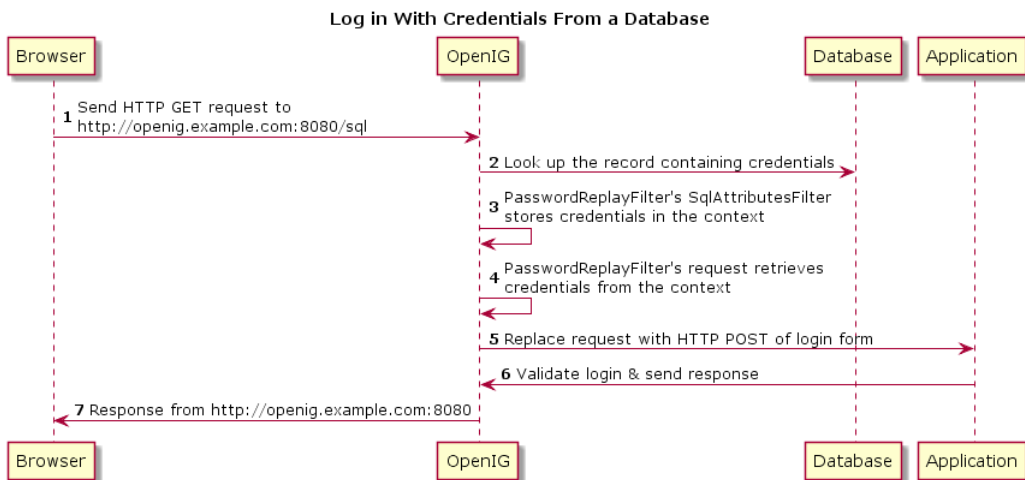 Log in With Credentials From a Database
Browser OpenIG Database Application
1 Send HTTP GET request to
http://openig.example.com:8080/sql
2 Look up the record containing credentials
3 PasswordReplayFilter's SqlAttributesFilter
stores credentials in the context
4 PasswordReplayFilter's request retrieves
credentials from the context
5 Replace request with HTTP POST of login form
6 Validate login & send response
7 Response from http://openig.example.com:8080
Browser OpenIG Database Application